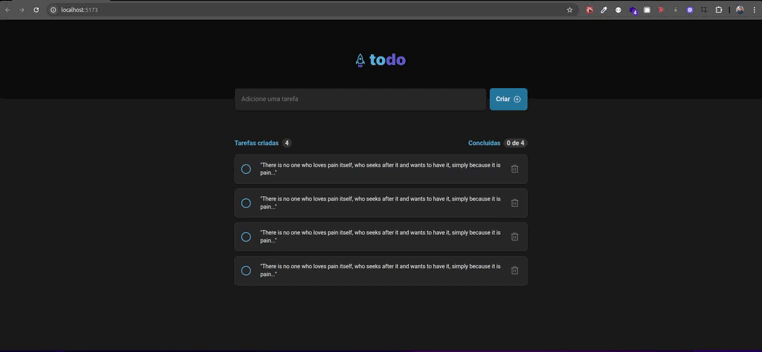 localhost:5173
todo
Adicione uma tarefa
Criar
Tarefas criadas 4
Concluídas 0 de 4
"There is no one who loves pain itself, who seeks after it and wants to have it, simply because it is
pain..."
"There is no one who loves pain itself, who seeks after it and wants to have it, simply because it is
pain..."
"There is no one who loves pain itself, who seeks after it and wants to have it, simply because it is
pain..."
"There is no one who loves pain itself, who seeks after it and wants to have it, simply because it is
pain..."